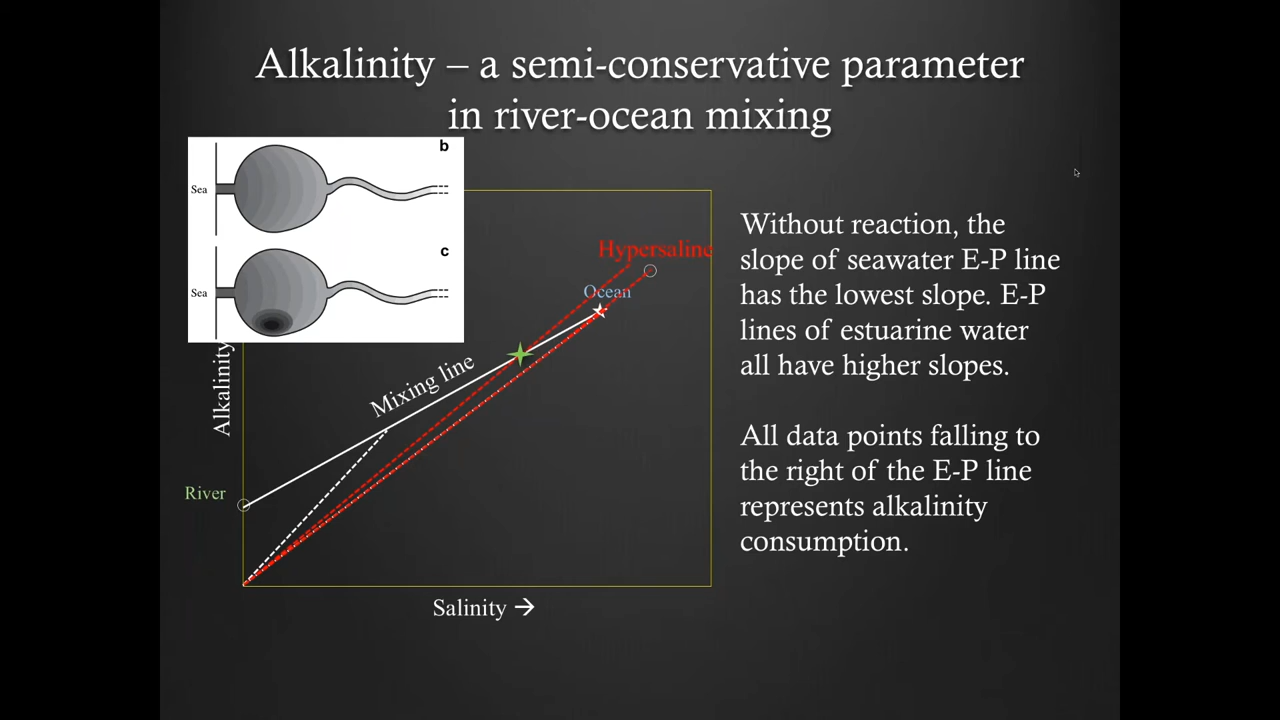 Alkalinity – a semi-conservative parameter
in river-ocean mixing
b
Sea
c
Sea
Hypersaline
Ocean
Mixing line
Alkalinity
River
Salinity →
Without reaction, the
slope of seawater E-P line
has the lowest slope. E-P
lines of estuarine water
all have higher slopes.
All data points falling to
the right of the E-P line
represents alkalinity
consumption.